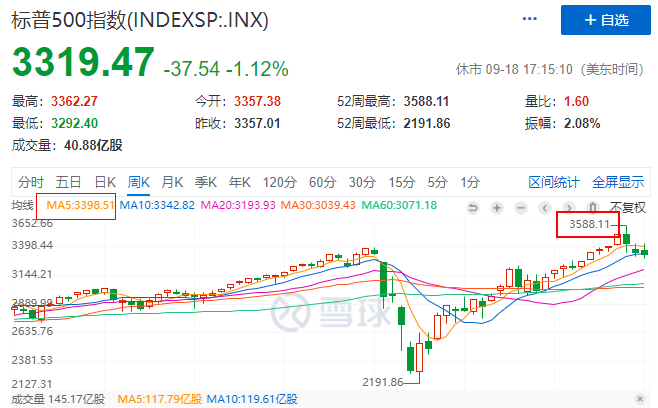 标普500指数(INDEXSP:.INX)
··· +自选
3319.47 -37.54 -1.12%
休市 09-18 17:15:10（美东时间）
最高：3362.27 今开：3357.38 52周最高：3588.11 量比：1.60
最低：3292.40 昨收：3357.01 52周最低：2191.86 振幅：2.08%
成交量：40.88亿股
分时 五日 日K 周K 月K 季K 年K 120分 60分 30分 15分 5分 1分 区间统计 全屏显示
均线 MA5:3398.51 MA10:3342.82 MA20:3193.93 MA30:3039.43 MA60:3071.18 不复权
3652.66
3588.11
3398.44
3144.21
2889.99
雪球
2635.76
2381.53
2191.86
2127.31
成交量 145.17亿股 MA5:117.79亿股 MA10:119.61亿股